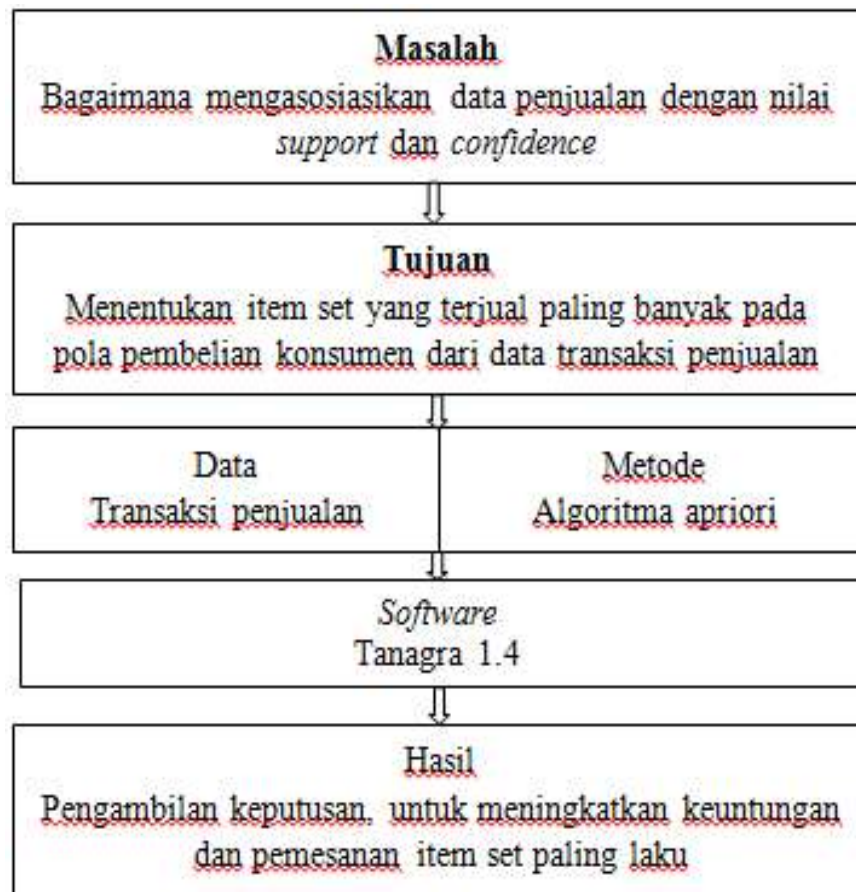 Masalah
Bagaimana mengasosiasikan data penjualan dengan nilai
support dan confidence
Tujuan
Menentukan item set yang terjual paling banyak pada
pola pembelian konsumen dari data transaksi penjualan
Data
Transaksi penjualan
Metode
Algoritma apriori
Software
Tanagra 1.4
Hasil
Pengambilan keputusan, untuk meningkatkan keuntungan
dan pemesanan item set paling laku